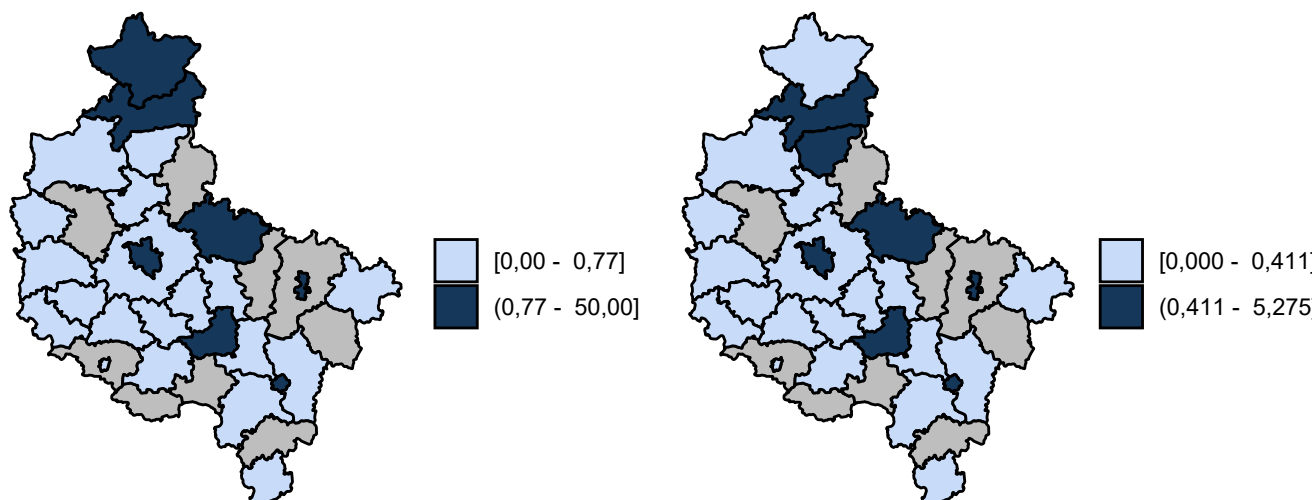 [0,00 - 0,77]
(0,77 - 50,00]
[0,000 - 0,411]
(0,411 - 5,275]